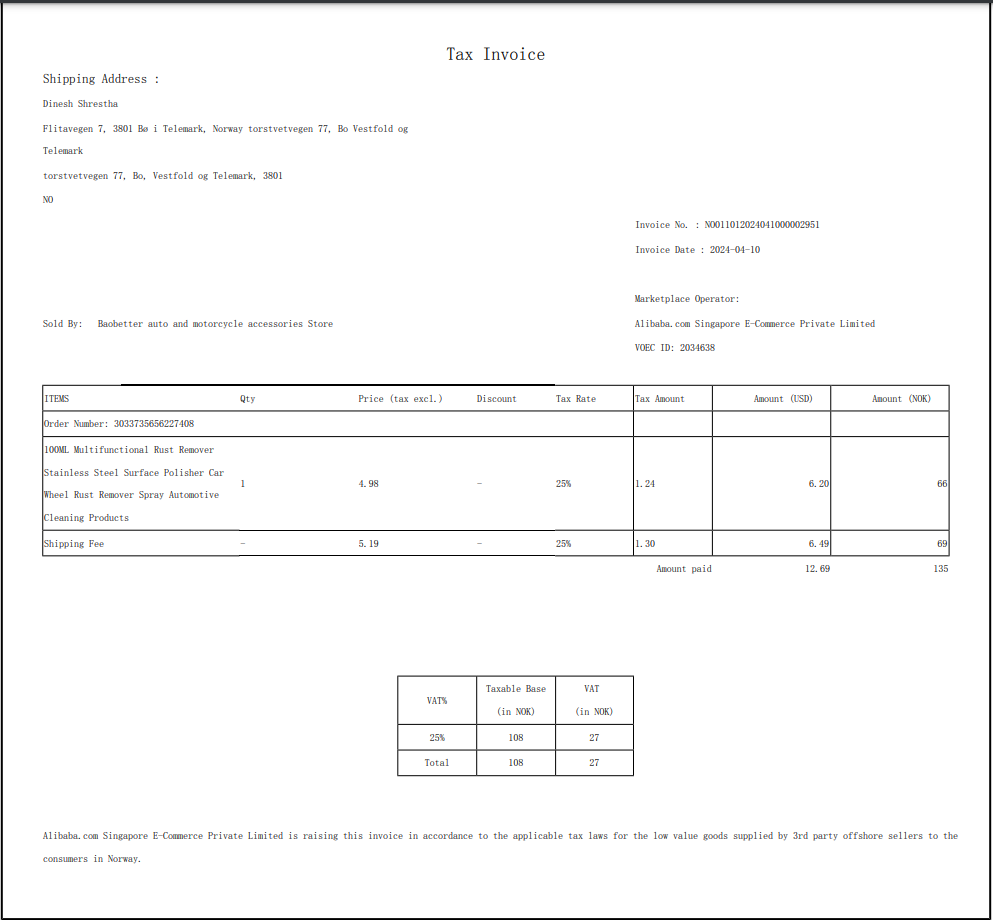 Tax Invoice
Shipping Address :
Dinesh Shrestha
Flitavegen 7, 3801 Bø i Telemark, Norway torstvetvegen 77, Bo Vestfold og
Telemark
torstvetvegen 77, Bo, Vestfold og Telemark, 3801
NO
Invoice No. : NO01101202404100000​2951
Invoice Date : 2024-04-10
Marketplace Operator:
Sold By: Baobetter auto and motorcycle accessories Store
Alibaba.com Singapore E-Commerce Private Limited
VOEC ID: 2034638
ITEMS Qty Price (tax excl.) Discount Tax Rate Tax Amount Amount (USD) Amount (NOK)
Order Number: 3033735656227408
100ML Multifunctional Rust Remover
Stainless Steel Surface Polisher Car
Wheel Rust Remover Spray Automotive
Cleaning Products
1 4.98 - 25% 1.24 6.20 66
Shipping Fee - 5.19 - 25% 1.30 6.49 69
Amount paid 12.69 135
VAT% Taxable Base (in NOK) VAT (in NOK)
25% 108 27
Total 108 27
Alibaba.com Singapore E-Commerce Private Limited is raising this invoice in accordance to the applicable tax laws for the low value goods supplied by 3rd party offshore sellers to the
consumers in Norway.